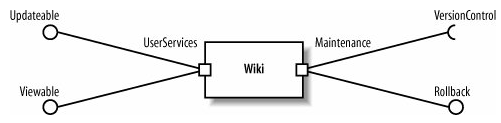 Updateable
VersionControl
UserServices
Maintenance
Wiki
Viewable
Rollback